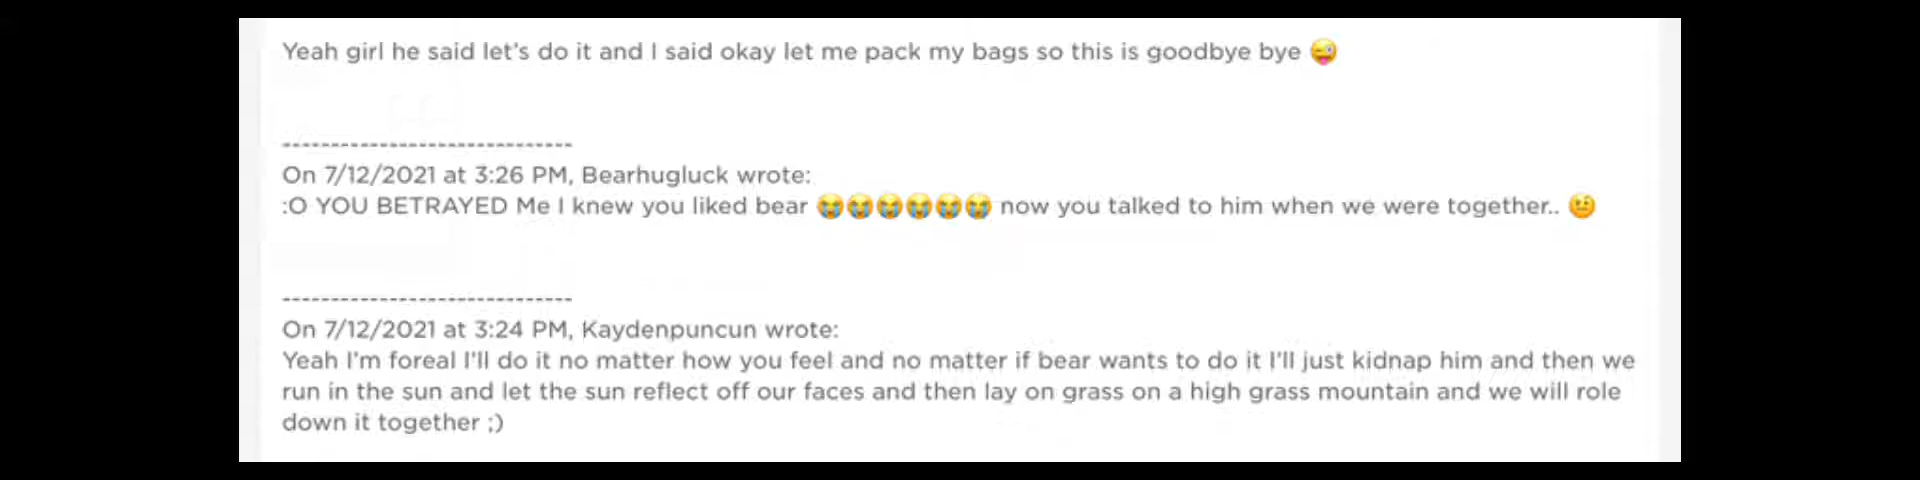 Yeah girl he said let's do it and I said okay let me pack my bags so this is goodbye bye 😜
------------------------------
On 7/12/2021 at 3:26 PM, Bearhugluck wrote:
:O YOU BETRAYED Me I knew you liked bear 😭😭😭😭😭😭 now you talked to him when we were together.. 🤨
------------------------------
On 7/12/2021 at 3:24 PM, Kaydenpuncun wrote:
Yeah I'm foreal I'll do it no matter how you feel and no matter if bear wants to do it I'll just kidnap him and then we
run in the sun and let the sun reflect off our faces and then lay on grass on a high grass mountain and we will role
down it together ;)